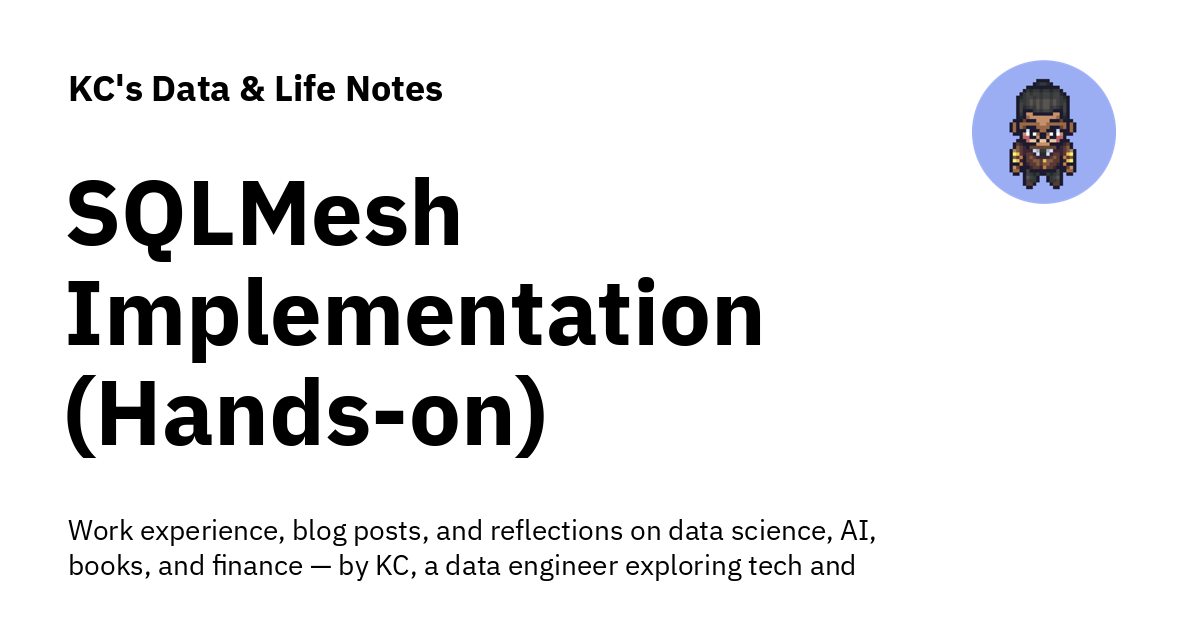 KC's Data & Life Notes
SQLMesh
Implementation
(Hands-on)
Work experience, blog posts, and reflections on data science, AI,
books, and finance — by KC, a data engineer exploring tech and